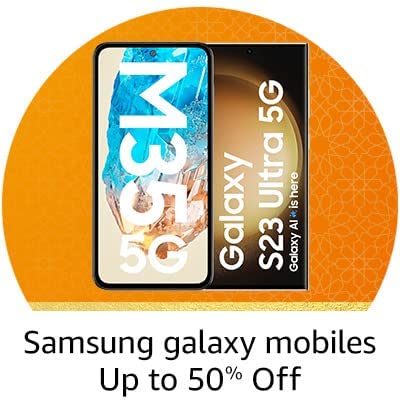 M35
5G
Galaxy
S23 Ultra 5G
Galaxy AI is here
Samsung galaxy mobiles
Up to 50% Off